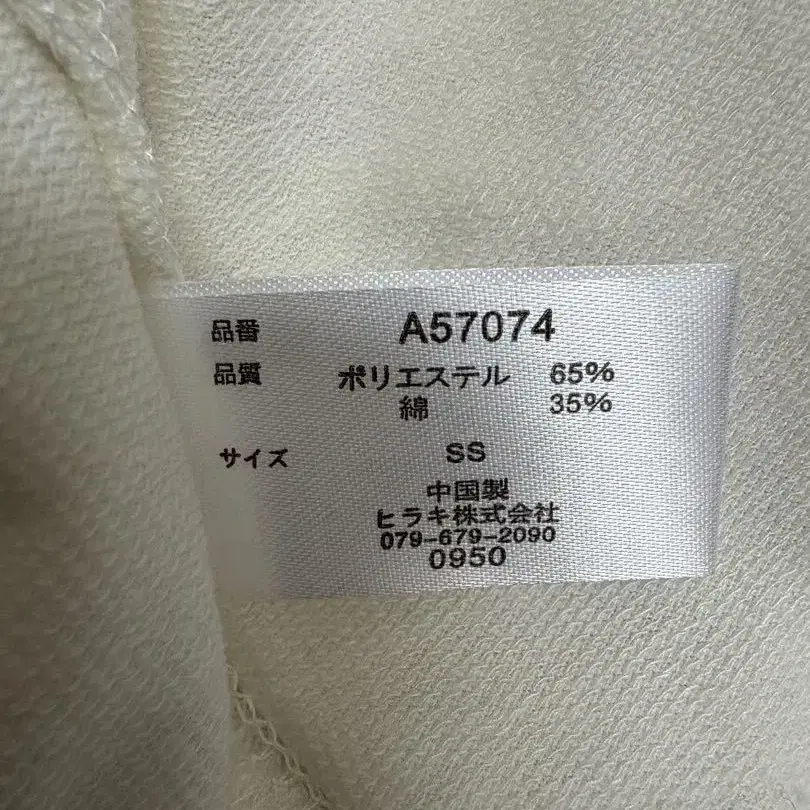 品番 A57074
品質 ポリエステル 65%
綿 35%
サイズ SS
中国製
ヒラキ株式会社
079-679-2090
0950